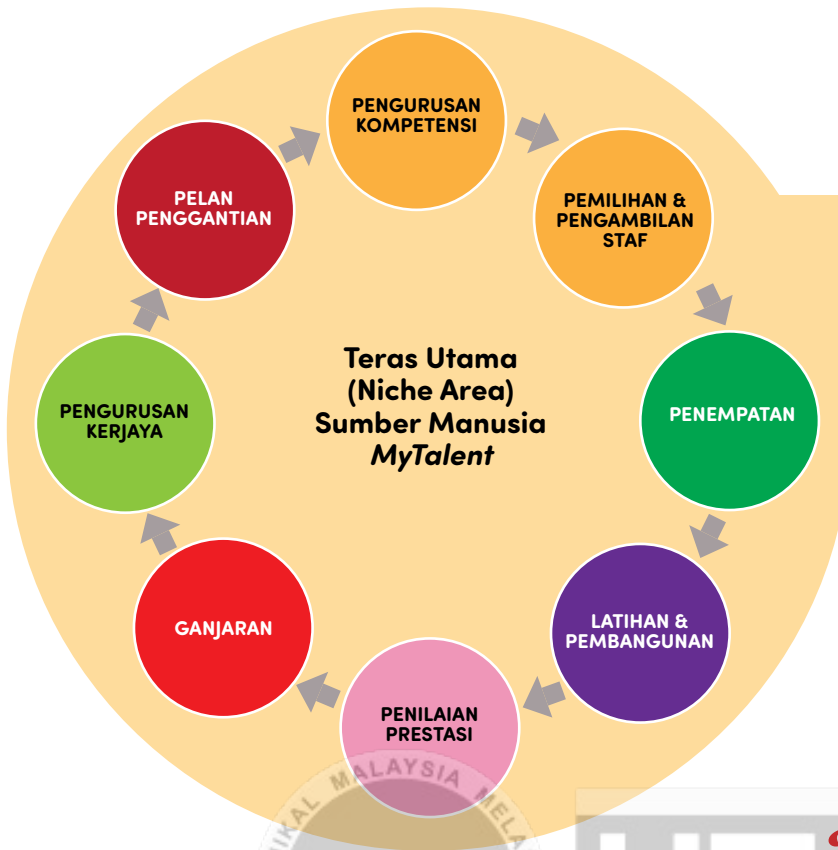 PENGURUSAN
KOMPETENSI
PEMILIHAN &
PENGAMBILAN
STAF
PENEMPATAN
LATIHAN &
PEMBANGUNAN
PENILAIAN
PRESTASI
GANJARAN
PENGURUSAN
KERJAYA
PELAN
PENGGANTIAN
Teras Utama
(Niche Area)
Sumber Manusia
MyTalent
MALAYSIA